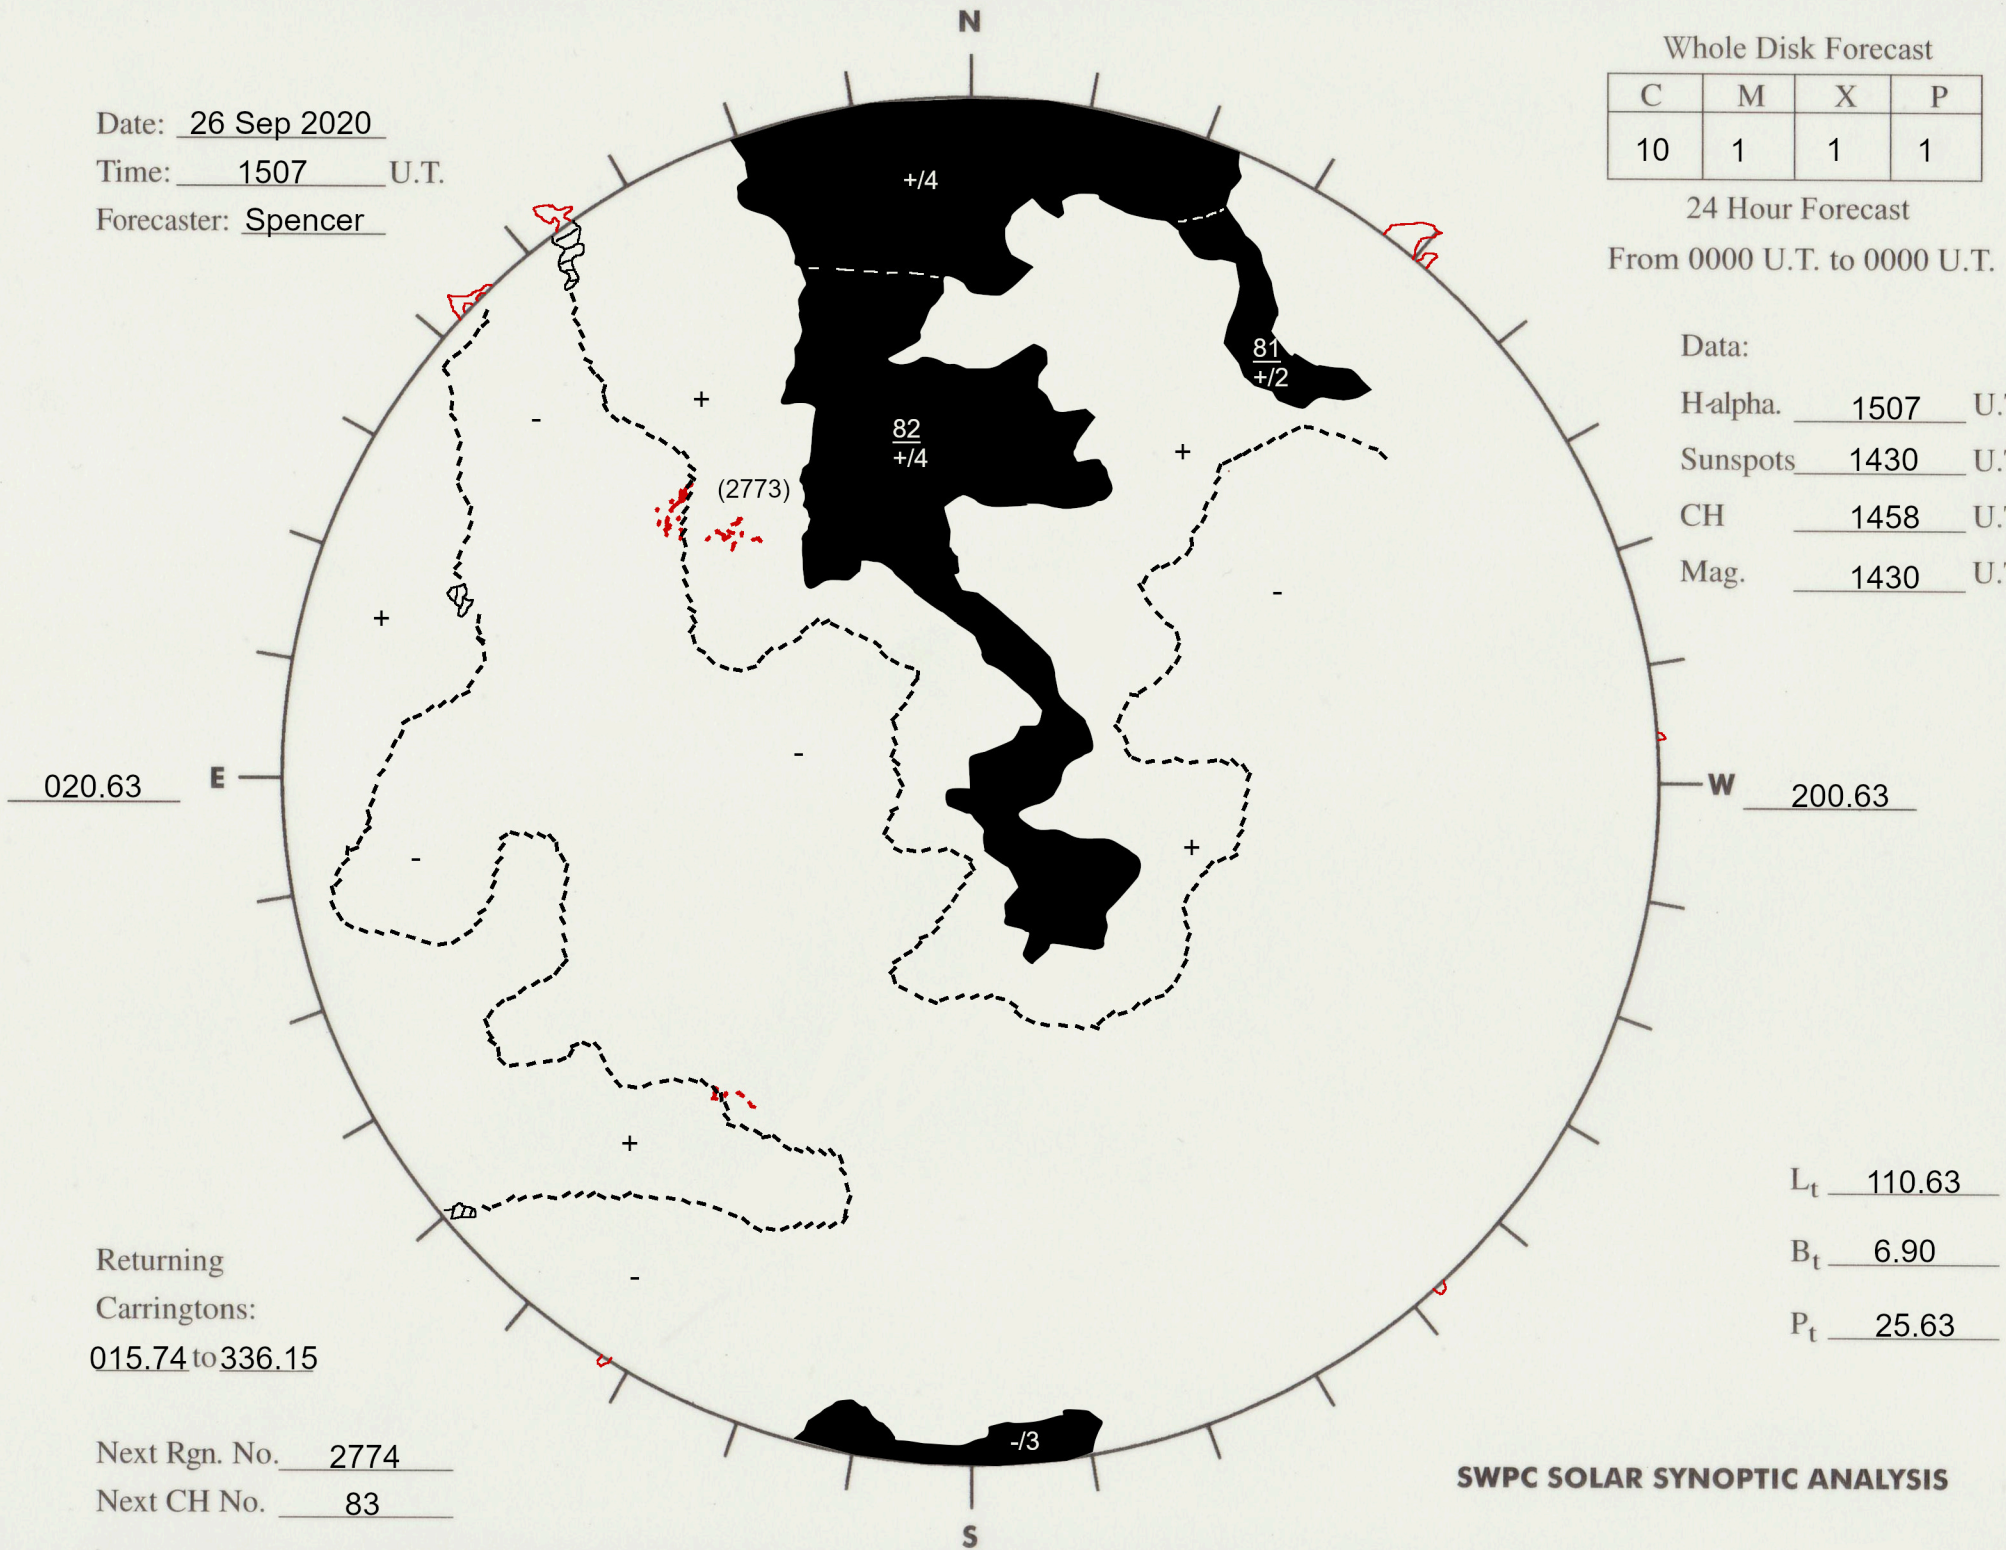 N
Whole Disk Forecast
C M X P
10 1 1 1
24 Hour Forecast
From 0000 U.T. to 0000 U.T.
Date: 26 Sep 2020
Time: 1507 U.T.
Forecaster: Spencer
+/4
81
+/2
82
+/4
+
-
+
(2773)
+
-
-
+
-
+
+
-
-/3
Data:
H-alpha. 1507 U.T
Sunspots 1430 U.T
CH 1458 U.T
Mag. 1430 U.T
020.63 E
W 200.63
Lt 110.63
Bt 6.90
Pt 25.63
Returning
Carringtons:
015.74 to 336.15
Next Rgn. No. 2774
Next CH No. 83
SWPC SOLAR SYNOPTIC ANALYSIS
S